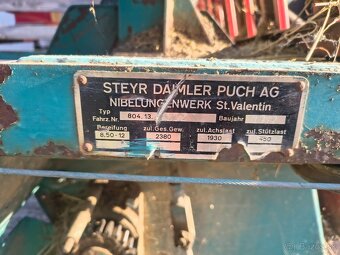 STEYR DAIMLER PUCH AG
NIBELUNGENWERK St. Valentin
Typ 804.13
Fahrz. Nr. Baujahr
Bereifung zul. Ges. Gew. zul. Achslast zul. Stützlast
8.50-12 2380 1930 450